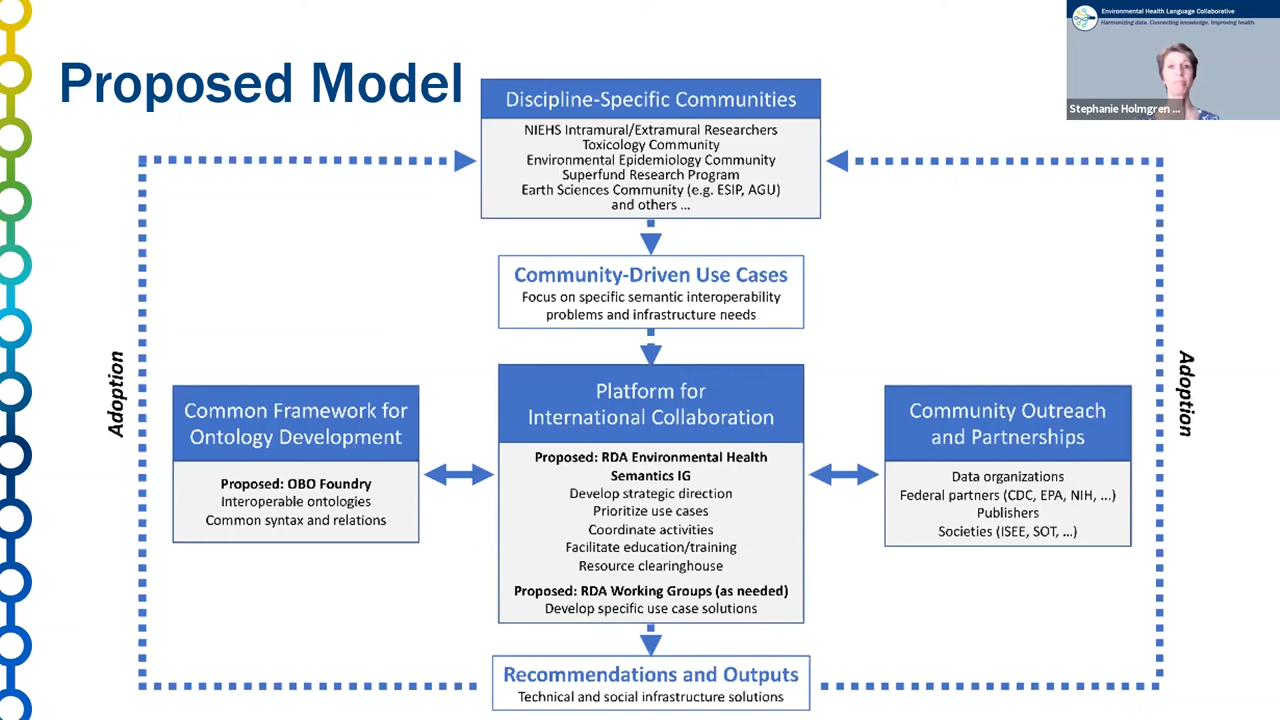 Environmental Health Language Collaborative
Harmonizing data. Connecting knowledge. Improving health.
Stephanie Holmgren ...
Proposed Model
Discipline-Specific Communities
NIEHS Intramural/Extramural Researchers
Toxicology Community
Environmental Epidemiology Community
Superfund Research Program
Earth Sciences Community (e.g. ESIP, AGU)
and others ...
Community-Driven Use Cases
Focus on specific semantic interoperability
problems and infrastructure needs
Adoption
Common Framework for
Ontology Development
Proposed: OBO Foundry
Interoperable ontologies
Common syntax and relations
Platform for
International Collaboration
Proposed: RDA Environmental Health
Semantics IG
Develop strategic direction
Prioritize use cases
Coordinate activities
Facilitate education/training
Resource clearinghouse
Proposed: RDA Working Groups (as needed)
Develop specific use case solutions
Community Outreach
and Partnerships
Data organizations
Federal partners (CDC, EPA, NIH, ...)
Publishers
Societies (ISEE, SOT, ...)
Adoption
Recommendations and Outputs
Technical and social infrastructure solutions